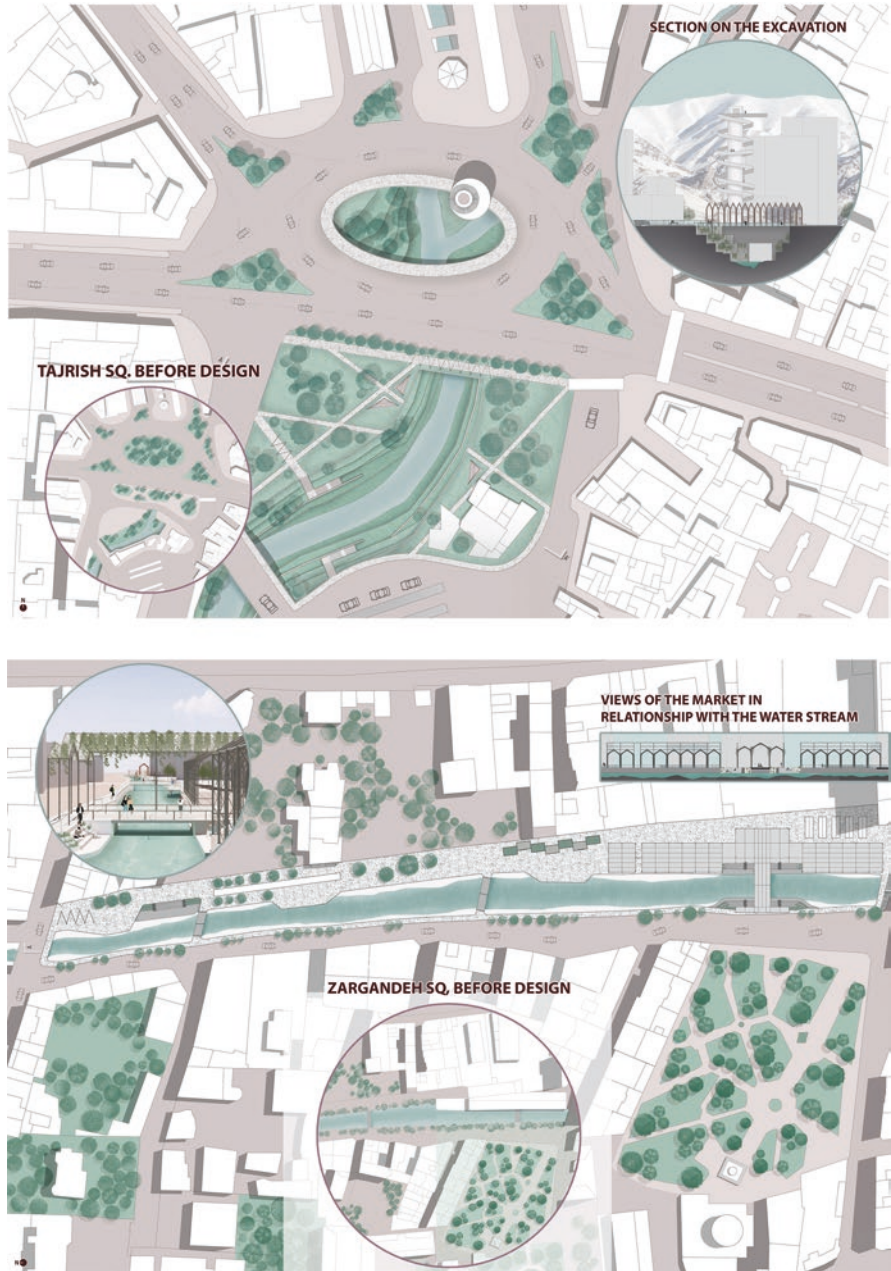 SECTION ON THE EXCAVATION
TAJRISH SQ. BEFORE DESIGN
N
VIEWS OF THE MARKET IN
RELATIONSHIP WITH THE WATER STREAM
ZARGANDEH SQ, BEFORE DESIGN
N